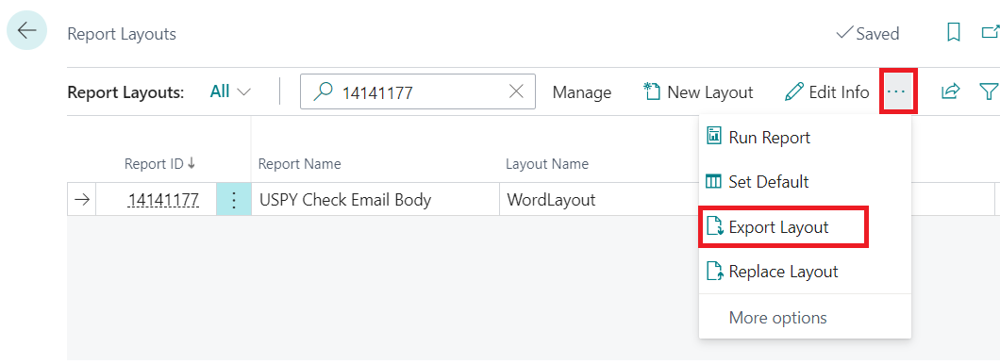 Report Layouts
Saved
Report Layouts: All 14141177 Manage New Layout Edit Info ...
Run Report
Set Default
Export Layout
Replace Layout
More options
Report ID ↓ Report Name Layout Name
14141177 USPY Check Email Body WordLayout